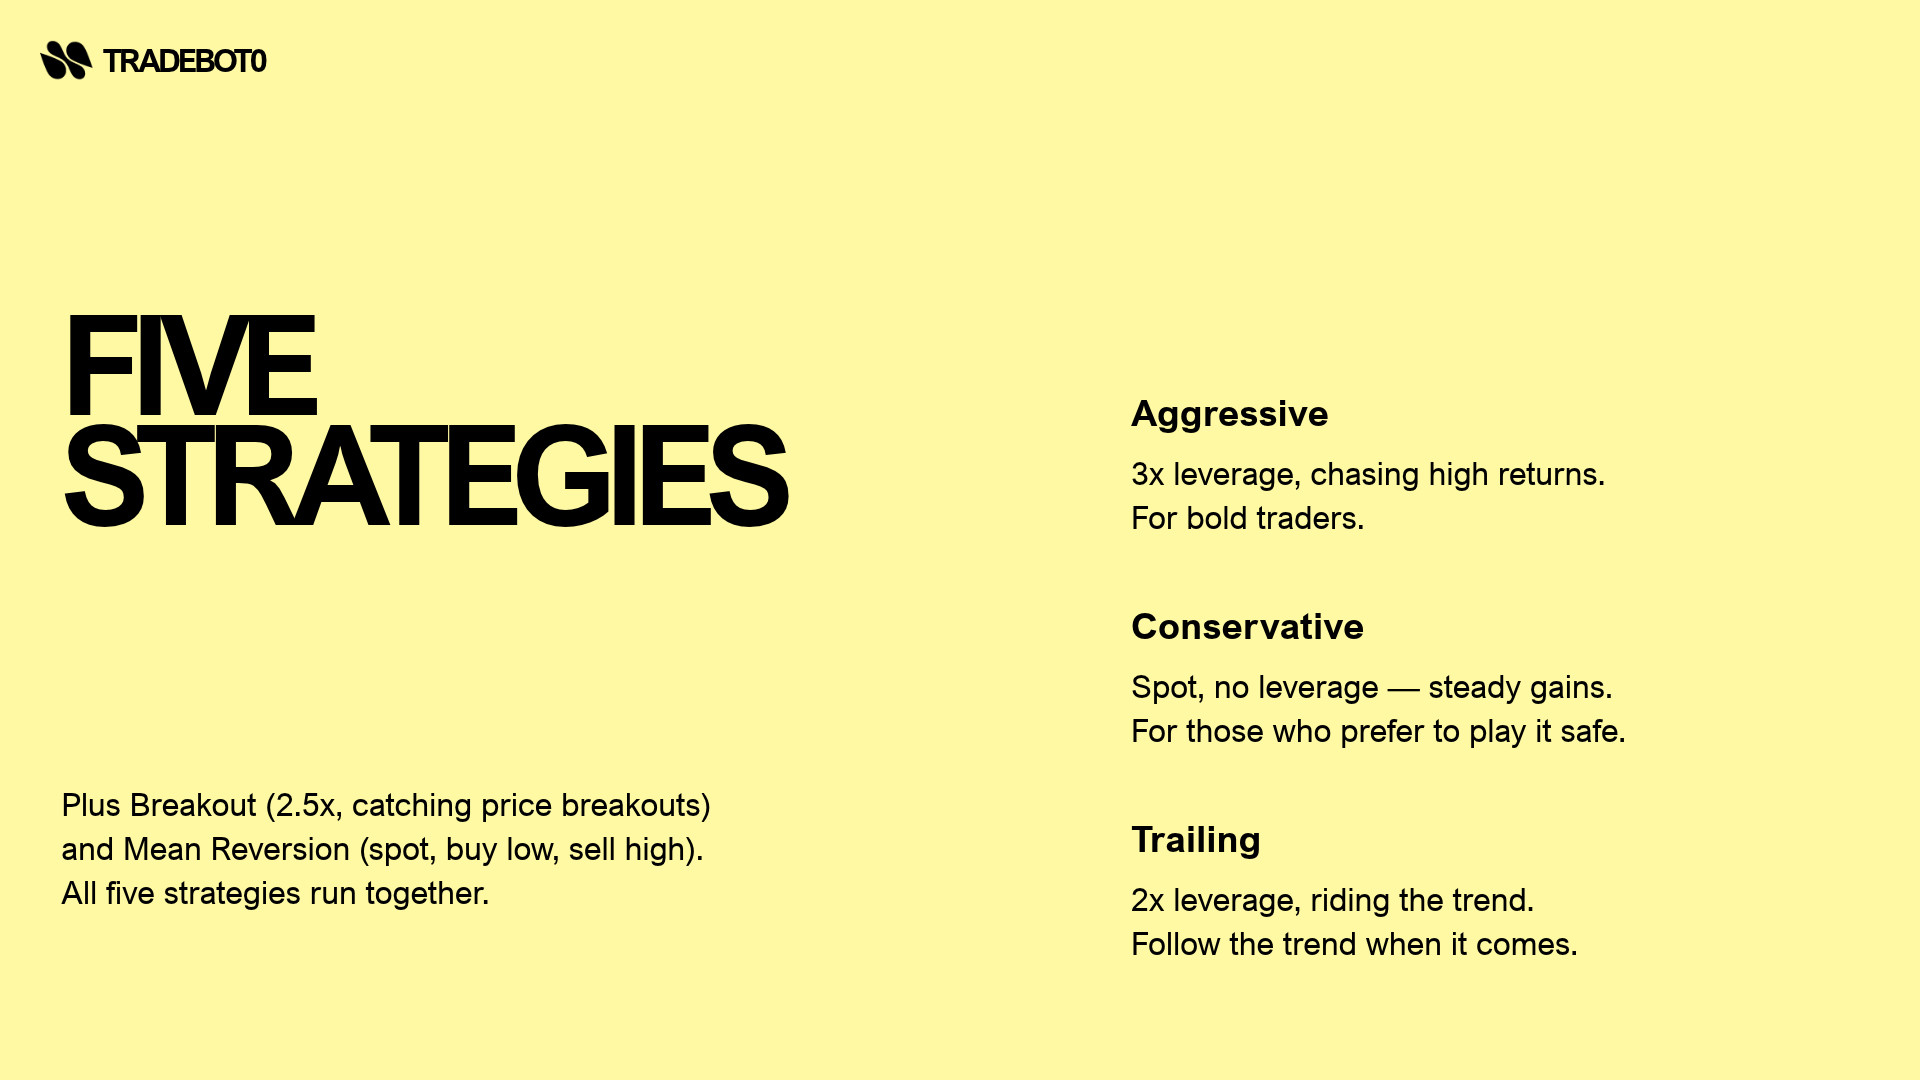 TRADEBOT0
FIVE
STRATEGIES
Plus Breakout (2.5x, catching price breakouts)
and Mean Reversion (spot, buy low, sell high).
All five strategies run together.
Aggressive
3x leverage, chasing high returns.
For bold traders.
Conservative
Spot, no leverage — steady gains.
For those who prefer to play it safe.
Trailing
2x leverage, riding the trend.
Follow the trend when it comes.